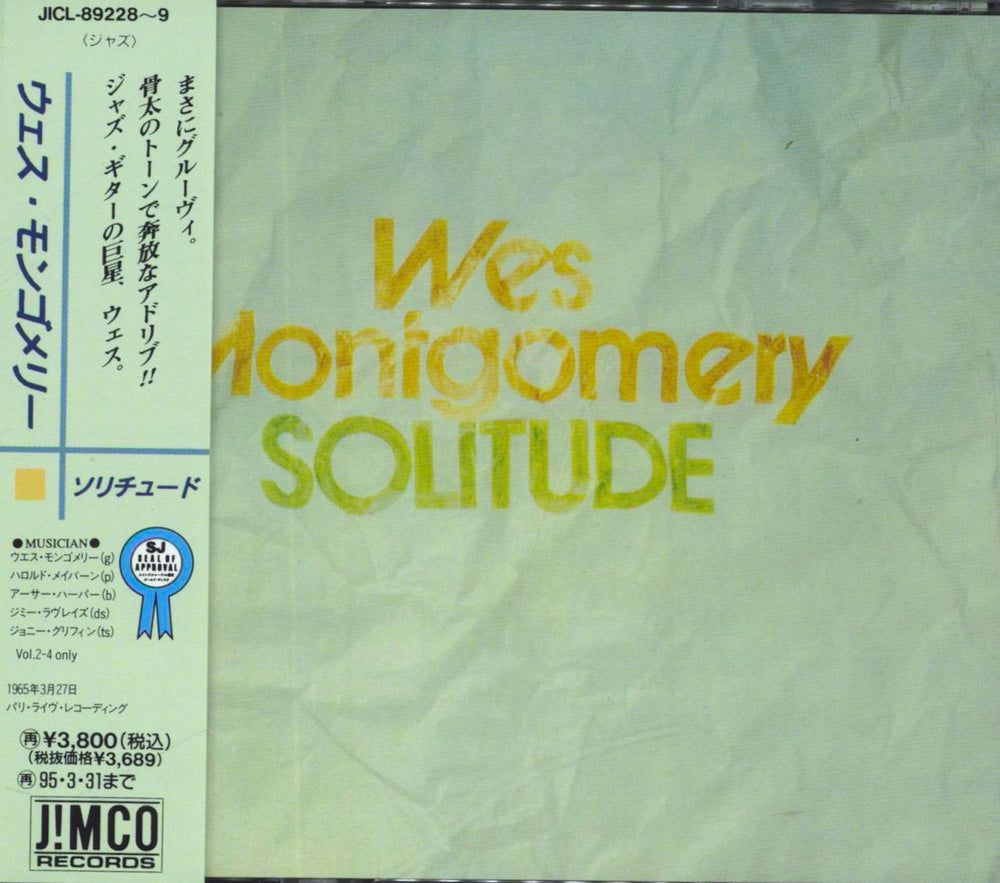 JICL-89228～9
〈ジャズ〉
まさにグルーヴィ。
骨太のトーンで奔放なアドリブ!!
ジャズ・ギターの巨星、ウェス。
ウェス・モンゴメリー
ソリチュード
●MUSICIAN●
ウエス・モンゴメリー(g)
ハロルド・メイバーン(p)
アーサー・ハーパー(b)
ジミー・ラヴレイズ(ds)
ジョニー・グリフィン(ts)
Vol.2-4 only
SJ
SEAL OF
APPROVAL
1965年3月27日
パリ・ライヴ・レコーディング
再¥3,800(税込)
(税抜価格¥3,689)
再95・3・31まで
J!MCO
RECORDS
Wes
Montgomery
SOLITUDE